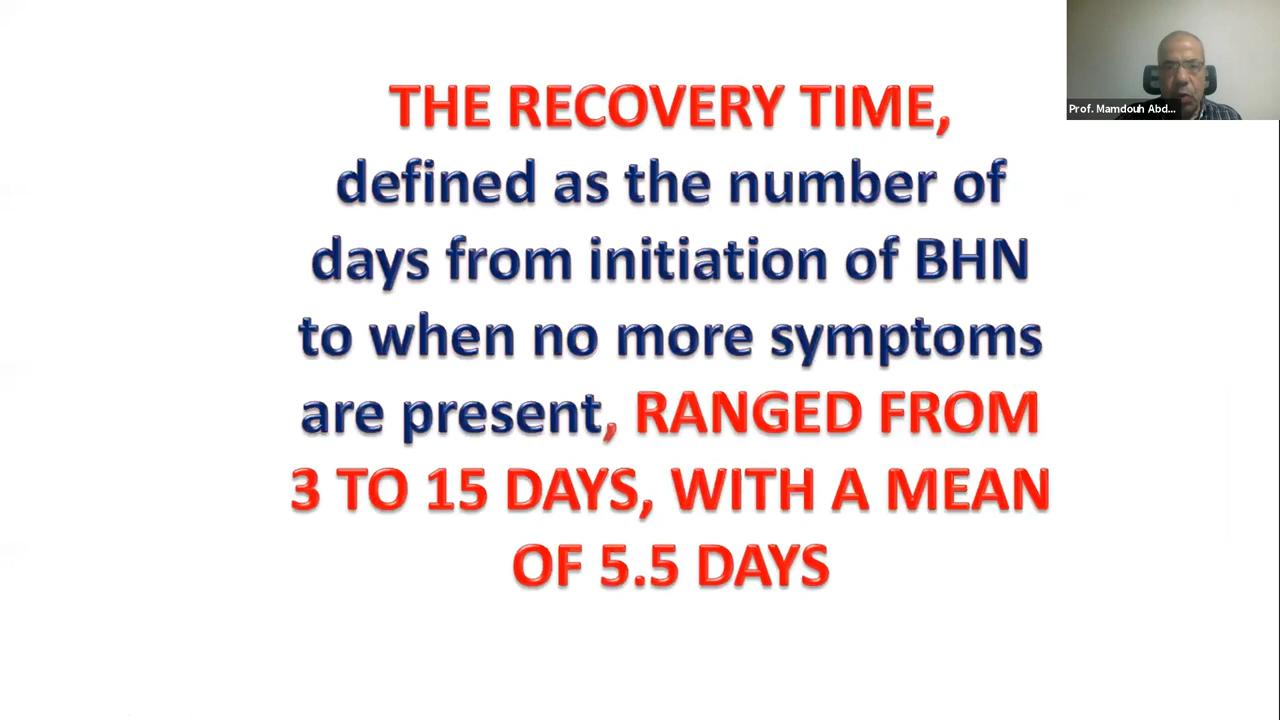 THE RECOVERY TIME,
defined as the number of
days from initiation of BHN
to when no more symptoms
are present, RANGED FROM
3 TO 15 DAYS, WITH A MEAN
OF 5.5 DAYS
Prof. Mamdouh Abd...